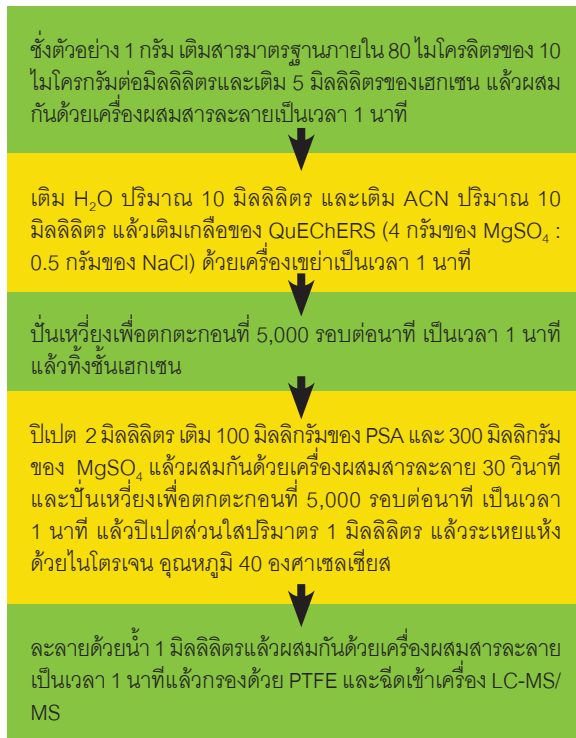 ชั่งตัวอย่าง 1 กรัม เติมสารมาตรฐานภายใน 80 ไมโครลิตรของ 10
ไมโครกรัมต่อมิลลิลิตรและเติม 5 มิลลิลิตรของเฮกเซน แล้วผสม
กันด้วยเครื่องผสมสารละลายเป็นเวลา 1 นาที
เติม H₂O ปริมาณ 10 มิลลิลิตร และเติม ACN ปริมาณ 10
มิลลิลิตร แล้วเติมเกลือของ QuEChERS (4 กรัมของ MgSO₄ :
0.5 กรัมของ NaCl) ด้วยเครื่องเขย่าเป็นเวลา 1 นาที
ปั่นเหวี่ยงเพื่อตกตะกอนที่ 5,000 รอบต่อนาที เป็นเวลา 1 นาที
แล้วทิ้งชั้นเฮกเซน
ปิเปต 2 มิลลิลิตร เติม 100 มิลลิกรัมของ PSA และ 300 มิลลิกรัม
ของ MgSO₄ แล้วผสมกันด้วยเครื่องผสมสารละลาย 30 วินาที
และปั่นเหวี่ยงเพื่อตกตะกอนที่ 5,000 รอบต่อนาที เป็นเวลา
1 นาที แล้วปิเปตส่วนใสปริมาตร 1 มิลลิลิตร แล้วระเหยแห้ง
ด้วยไนโตรเจน อุณหภูมิ 40 องศาเซลเซียส
ละลายด้วยน้ำ 1 มิลลิลิตรแล้วผสมกันด้วยเครื่องผสมสารละลาย
เป็นเวลา 1 นาทีแล้วกรองด้วย PTFE และฉีดเข้าเครื่อง LC-MS/
MS